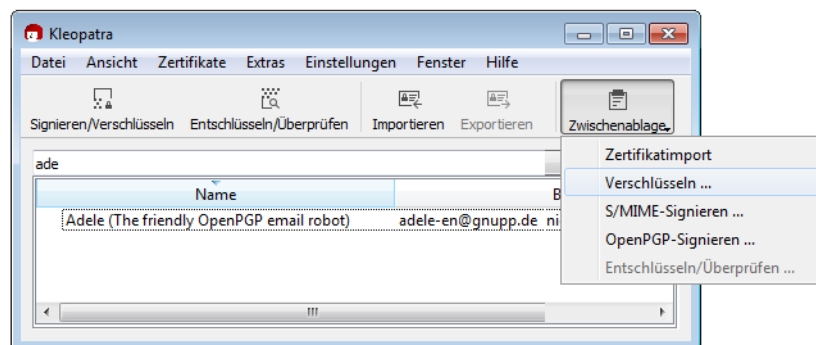 Kleopatra
Datei Ansicht Zertifikate Extras Einstellungen Fenster Hilfe
Signieren/Verschlüsseln Entschlüsseln/Überprüfen Importieren Exportieren Zwischenablage
ade
Name B
Adele (The friendly OpenPGP email robot) adele-en@gnupp.de ni
Zertifikatimport
Verschlüsseln ...
S/MIME-Signieren ...
OpenPGP-Signieren ...
Entschlüsseln/Überprüfen ...